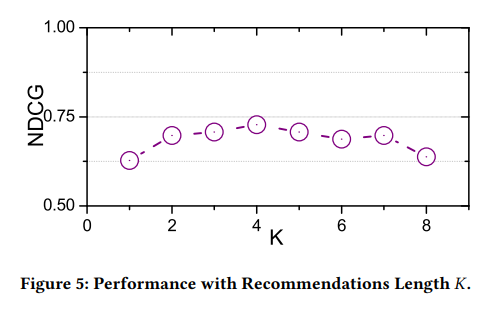 1.00
0.75
0.50
NDCG
0 2 4 6 8
K
Figure 5: Performance with Recommendations Length K.